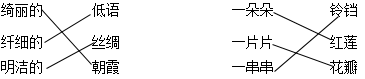 绮丽的 低语 一朵朵 铃铛
纤细的 丝绸 一片片 红莲
明洁的 朝霞 一串串 花瓣